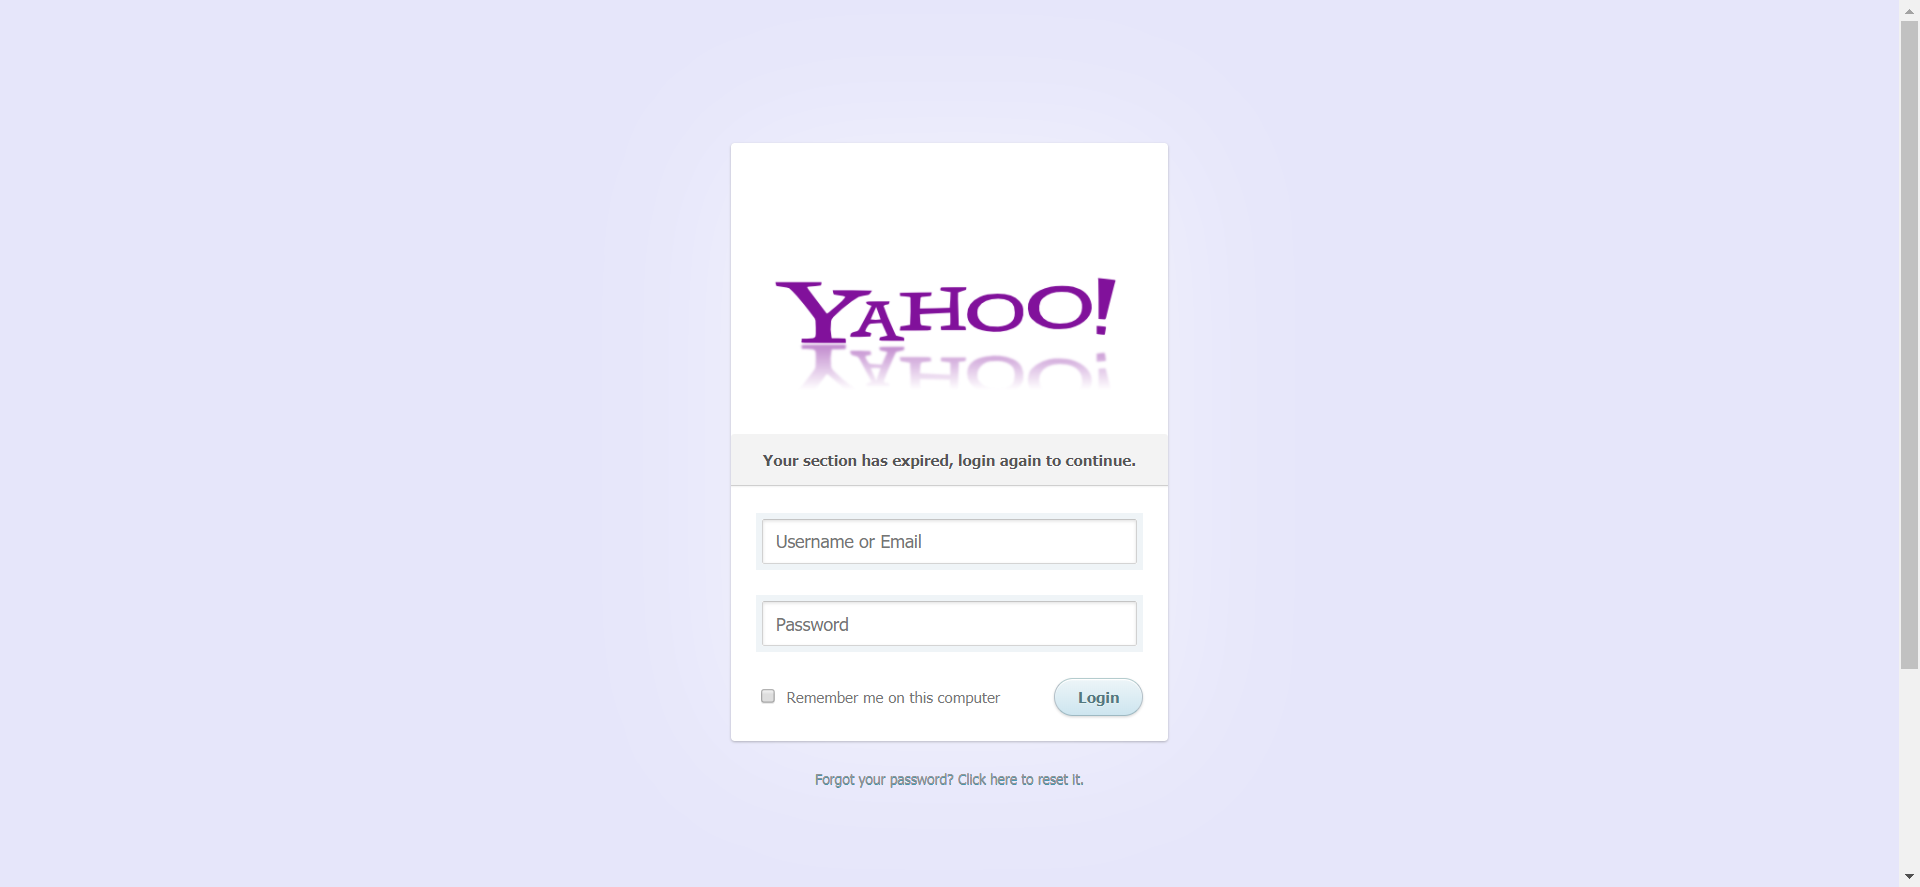 YAHOO!
Your section has expired, login again to continue.
Username or Email
Password
Remember me on this computer
Login
Forgot your password? Click here to reset it.